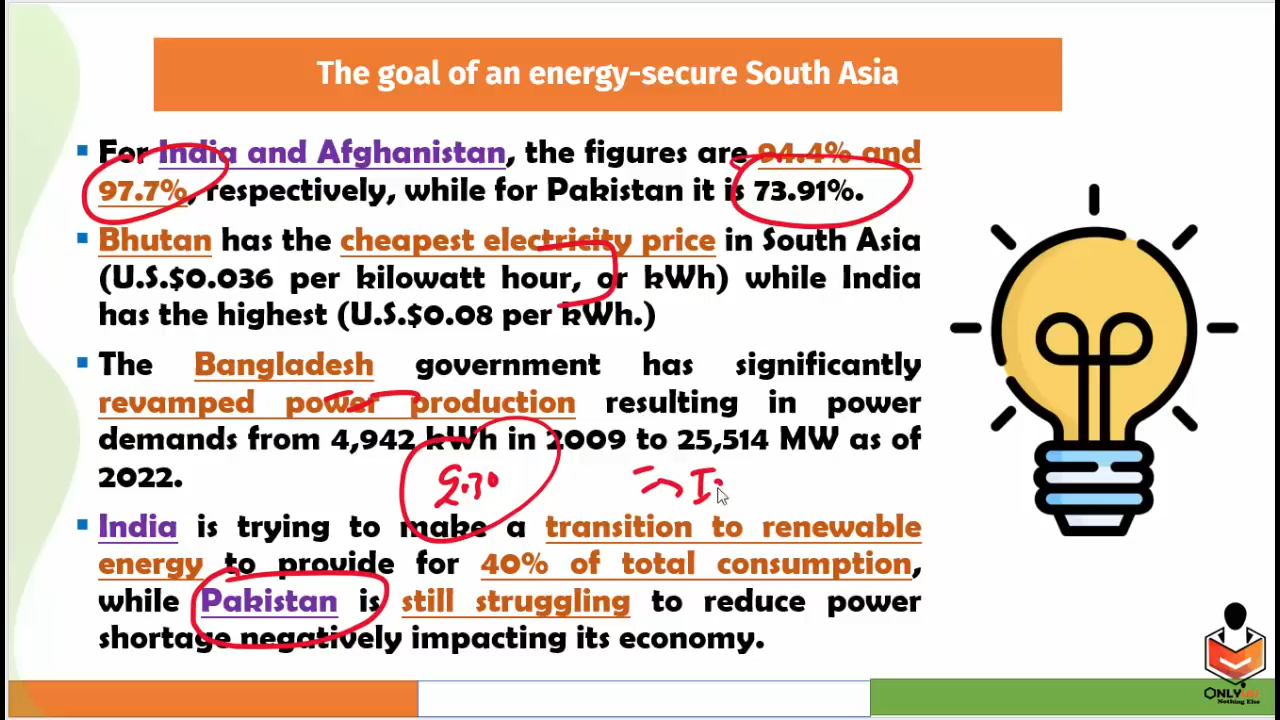 The goal of an energy-secure South Asia
▪ For India and Afghanistan, the figures are 94.4% and
97.7%, respectively, while for Pakistan it is 73.91%.
▪ Bhutan has the cheapest electricity price in South Asia
(U.S.$0.036 per kilowatt hour, or kWh) while India
has the highest (U.S.$0.08 per kWh.)
▪ The Bangladesh government has significantly
revamped power production resulting in power
demands from 4,942 kWh in 2009 to 25,514 MW as of
2022.
▪ India is trying to make a transition to renewable
energy to provide for 40% of total consumption,
while Pakistan is still struggling to reduce power
shortage negatively impacting its economy.
Nothing Else